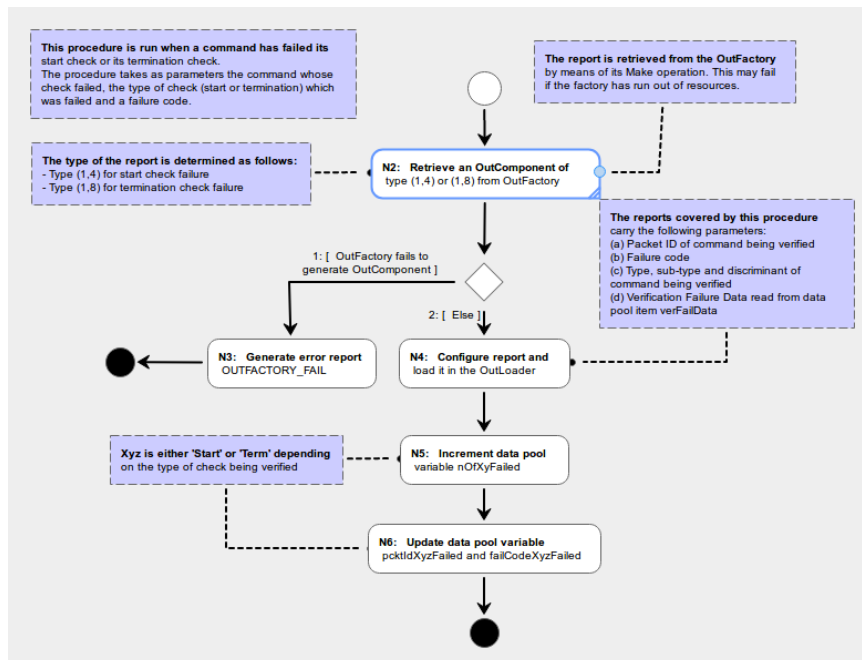 This procedure is run when a command has failed its
start check or its termination check.
The procedure takes as parameters the command whose
check failed, the type of check (start or termination) which
was failed and a failure code.
The report is retrieved from the OutFactory
by means of its Make operation. This may fail
if the factory has run out of resources.
The type of the report is determined as follows:
- Type (1,4) for start check failure
- Type (1,8) for termination check failure
N2: Retrieve an OutComponent of
type (1,4) or (1,8) from OutFactory
The reports covered by this procedure
carry the following parameters:
(a) Packet ID of command being verified
(b) Failure code
(c) Type, sub-type and discriminant of
command being verified
(d) Verification Failure Data read from data
pool item verFailData
1: [ OutFactory fails to
generate OutComponent ]
2: [ Else ]
N3: Generate error report
OUTFACTORY_FAIL
N4: Configure report and
load it in the OutLoader
Xyz is either 'Start' or 'Term' depending
on the type of check being verified
N5: Increment data pool
variable nOfXyFailed
N6: Update data pool variable
pcktIdXyzFailed and failCodeXyzFailed